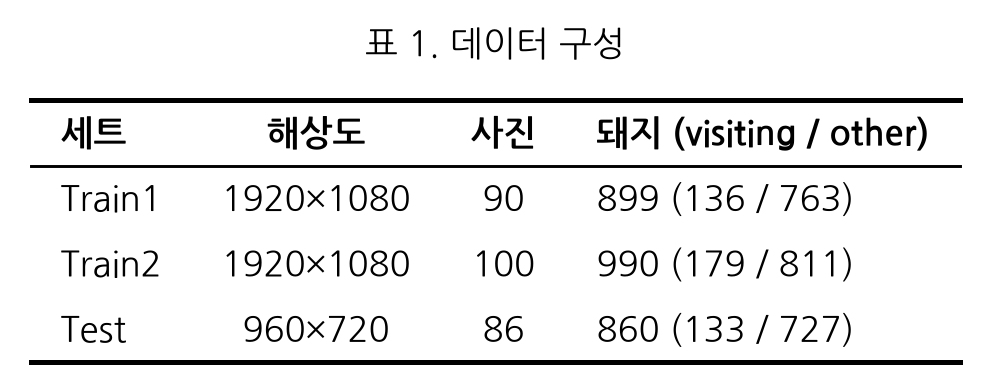 표 1. 데이터 구성
세트 해상도 사진 돼지 (visiting / other)
Train1 1920×1080 90 899 (136 / 763)
Train2 1920×1080 100 990 (179 / 811)
Test 960×720 86 860 (133 / 727)